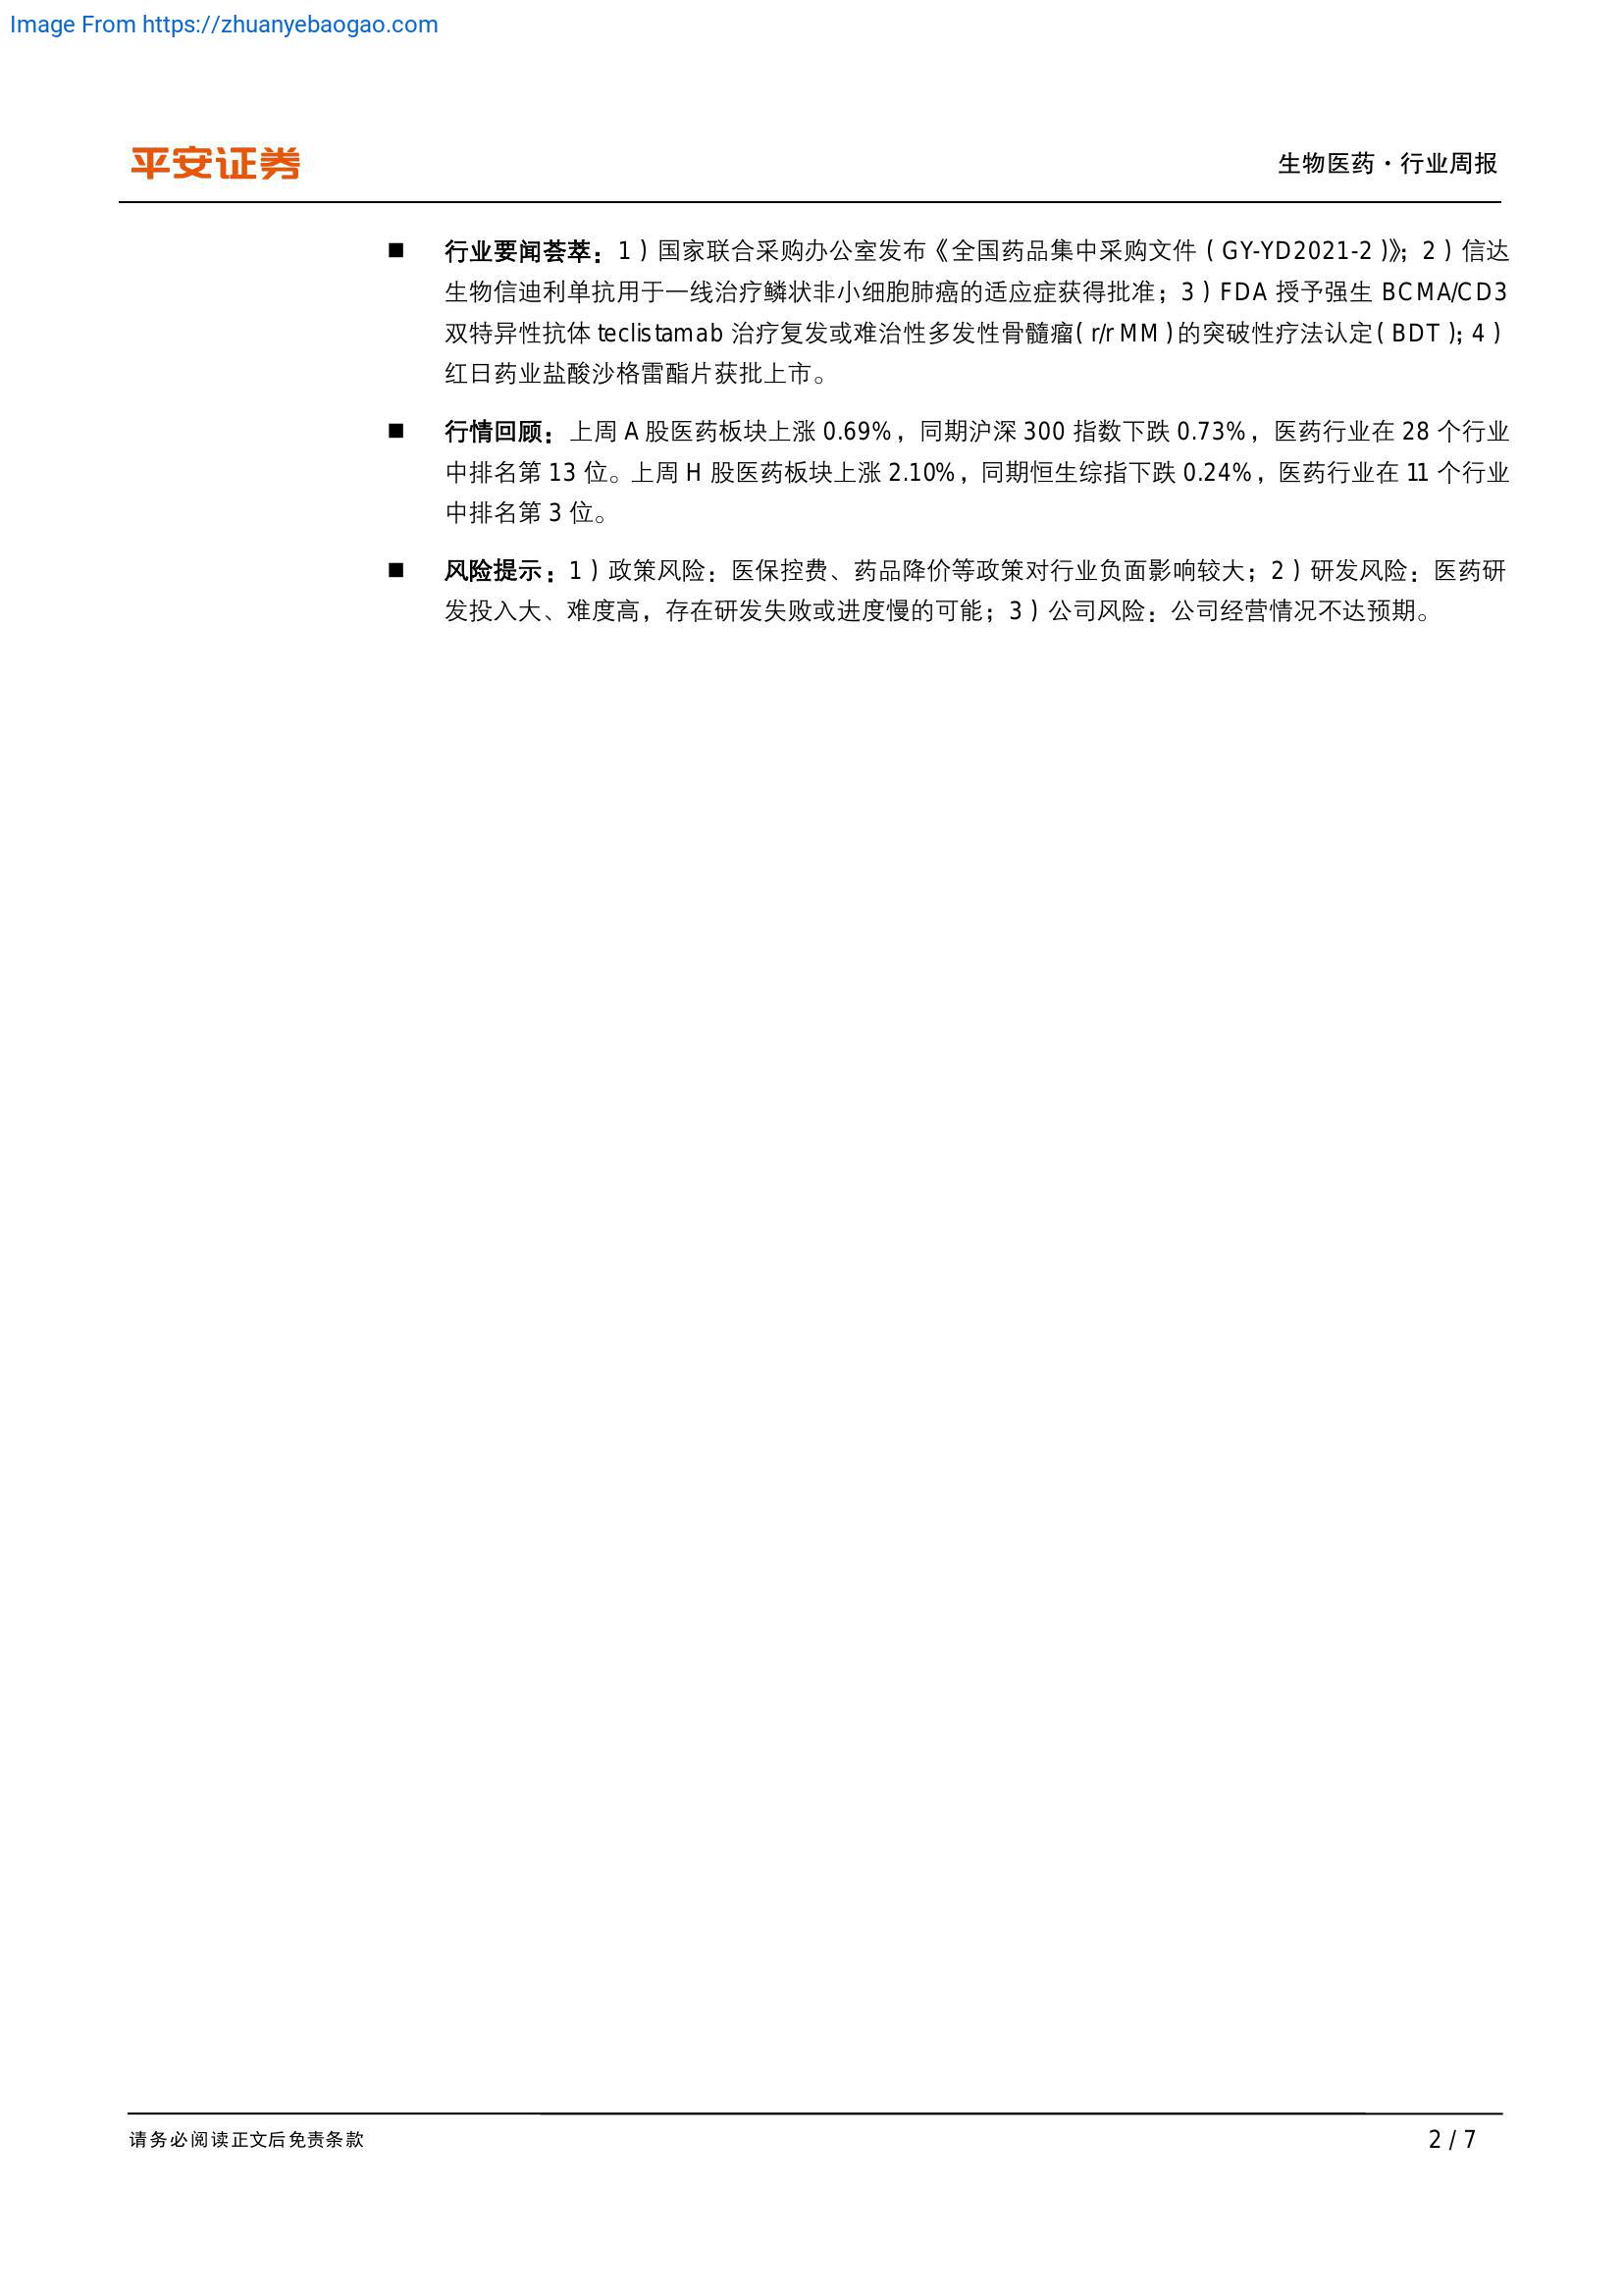 Image From https://zhuanyebaogao.com
平安证券
生物医药·行业周报
■ 行业要闻荟萃：1）国家联合采购办公室发布《全国药品集中采购文件（GY-YD2021-2）》；2）信达
生物信迪利单抗用于一线治疗鳞状非小细胞肺癌的适应症获得批准；3）FDA 授予强生 BCMA/CD3
双特异性抗体 teclistamab 治疗复发或难治性多发性骨髓瘤（r/r MM）的突破性疗法认定（BDT）；4）
红日药业盐酸沙格雷酯片获批上市。
■ 行情回顾：上周 A 股医药板块上涨 0.69%，同期沪深 300 指数下跌 0.73%，医药行业在 28 个行业
中排名第 13 位。上周 H 股医药板块上涨 2.10%，同期恒生综指下跌 0.24%，医药行业在 11 个行业
中排名第 3 位。
■ 风险提示：1）政策风险：医保控费、药品降价等政策对行业负面影响较大；2）研发风险：医药研
发投入大、难度高，存在研发失败或进度慢的可能；3）公司风险：公司经营情况不达预期。
请务必阅读正文后免责条款
2 / 7